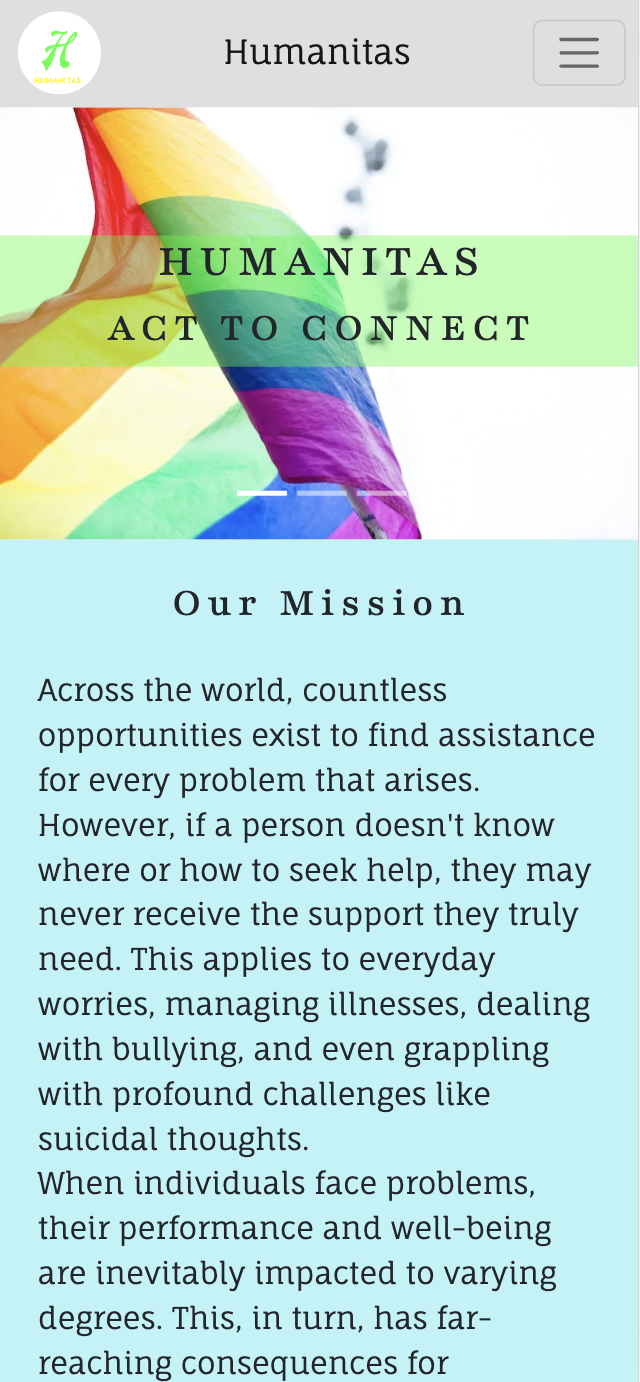 H
HUMANITAS
Humanitas
HUMANITAS
ACT TO CONNECT
Our Mission
Across the world, countless
opportunities exist to find assistance
for every problem that arises.
However, if a person doesn't know
where or how to seek help, they may
never receive the support they truly
need. This applies to everyday
worries, managing illnesses, dealing
with bullying, and even grappling
with profound challenges like
suicidal thoughts.
When individuals face problems,
their performance and well-being
are inevitably impacted to varying
degrees. This, in turn, has far-
reaching consequences for